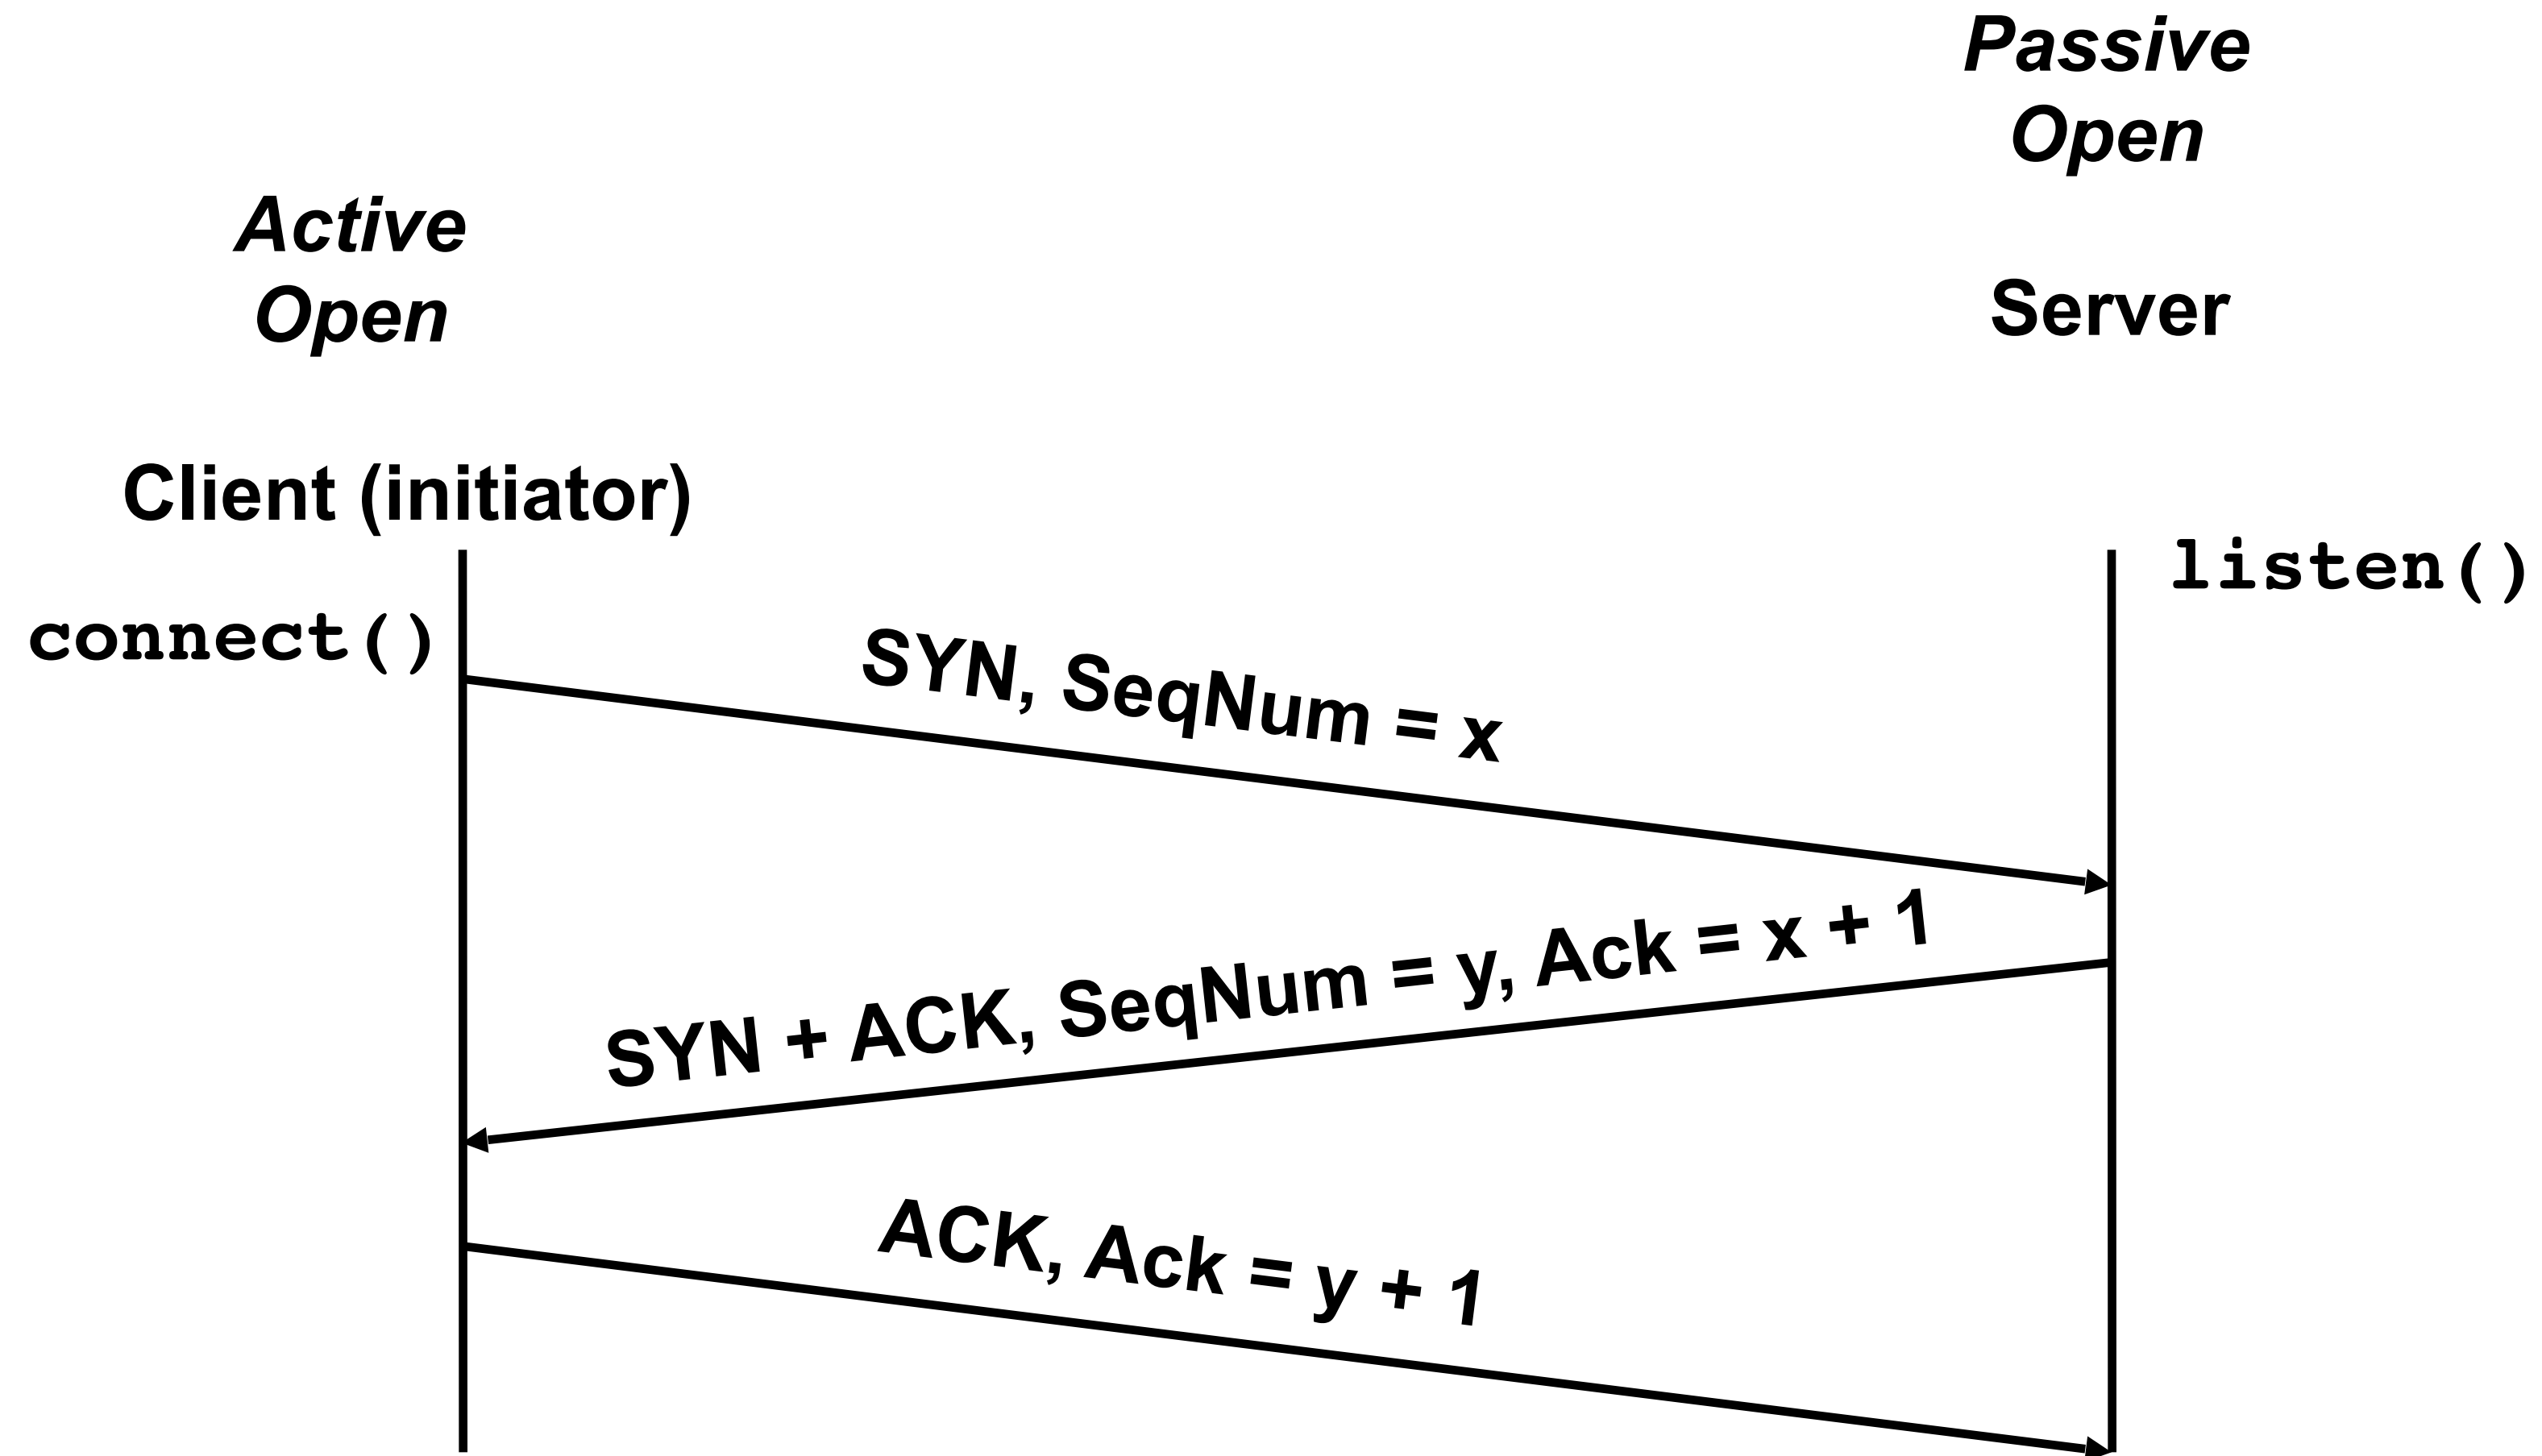 Passive
Open
Active
Open
Server
Client (initiator)
listen()
connect()
SYN, SeqNum = x
SYN + ACK, SeqNum = y, Ack = x + 1
ACK, Ack = y + 1